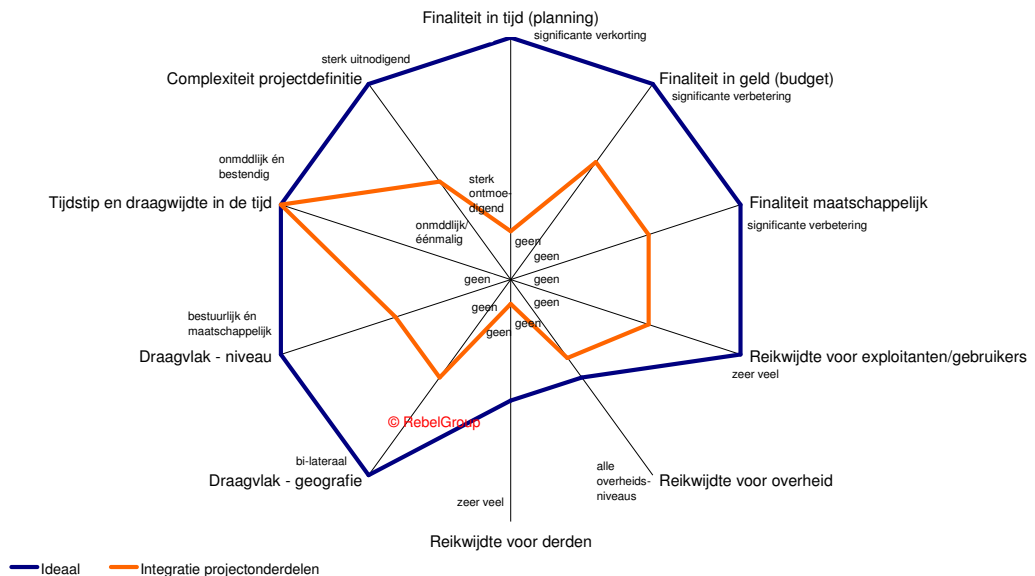 Finaliteit in tijd (planning)
significante verkorting
sterk uitnodigend
Complexiteit projectdefinitie
Finaliteit in geld (budget)
significante verbetering
onmddlijk én
bestendig
Tijdstip en draagwijdte in de tijd
sterk
ontmoe-
digend
onmddlijk/
éénmalig
Finaliteit maatschappelijk
significante verbetering
geen
geen
geen
geen
geen
geen
geen
geen
bestuurlijk én
maatschappelijk
Draagvlak - niveau
Reikwijdte voor exploitanten/gebruikers
zeer veel
© RebelGroup
bi-lateraal
Draagvlak - geografie
alle
overheids-
niveaus
Reikwijdte voor overheid
zeer veel
Reikwijdte voor derden
Ideaal
Integratie projectonderdelen